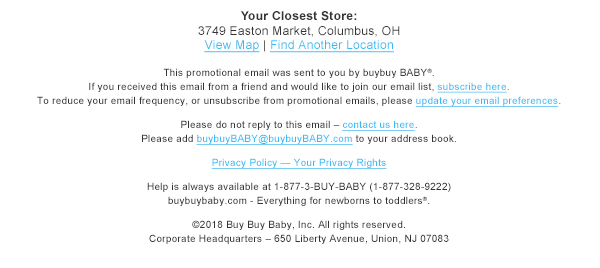 Your Closest Store:
3749 Easton Market, Columbus, OH
View Map | Find Another Location
This promotional email was sent to you by buybuy BABY®.
If you received this email from a friend and would like to join our email list, subscribe here.
To reduce your email frequency, or unsubscribe from promotional emails, please update your email preferences.
Please do not reply to this email – contact us here.
Please add buybuyBABY@buybuyBABY.com to your address book.
Privacy Policy — Your Privacy Rights
Help is always available at 1-877-3-BUY-BABY (1-877-328-9222)
buybuybaby.com - Everything for newborns to toddlers®.
©2018 Buy Buy Baby, Inc. All rights reserved.
Corporate Headquarters – 650 Liberty Avenue, Union, NJ 07083